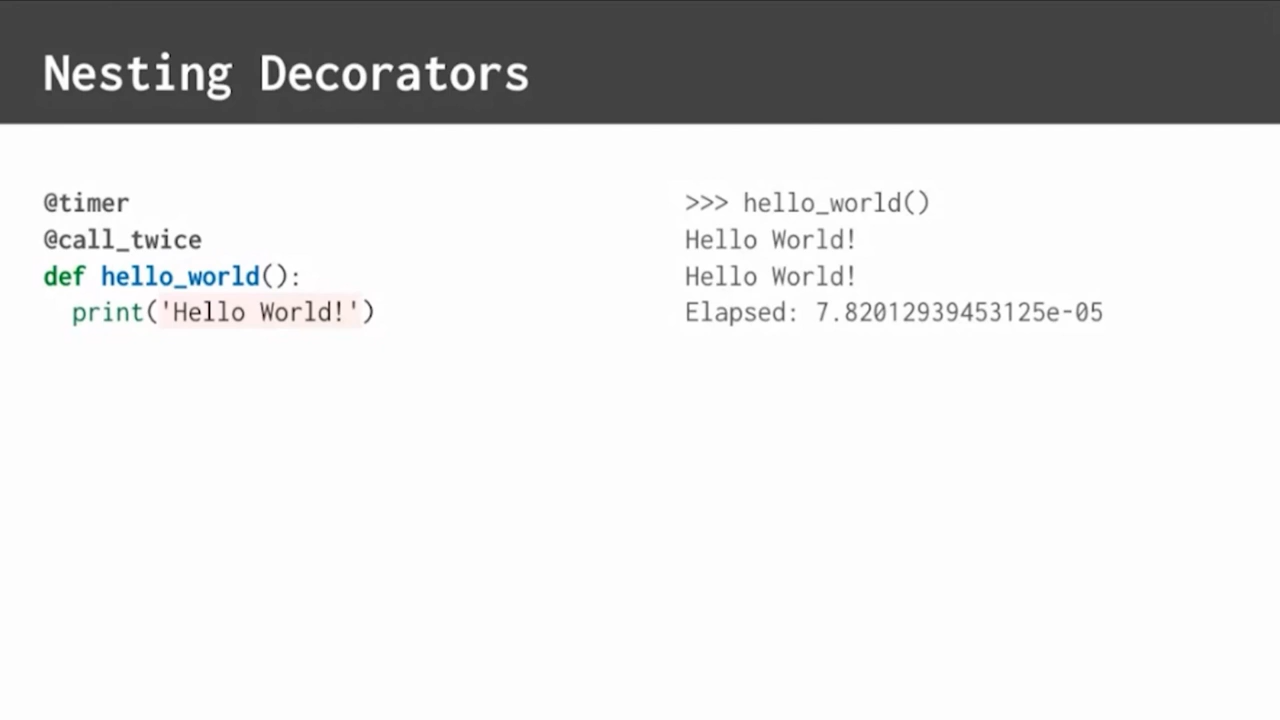 Nesting Decorators
@timer
@call_twice
def hello_world():
  print('Hello World!')
>>> hello_world()
Hello World!
Hello World!
Elapsed: 7.82012939453125e-05